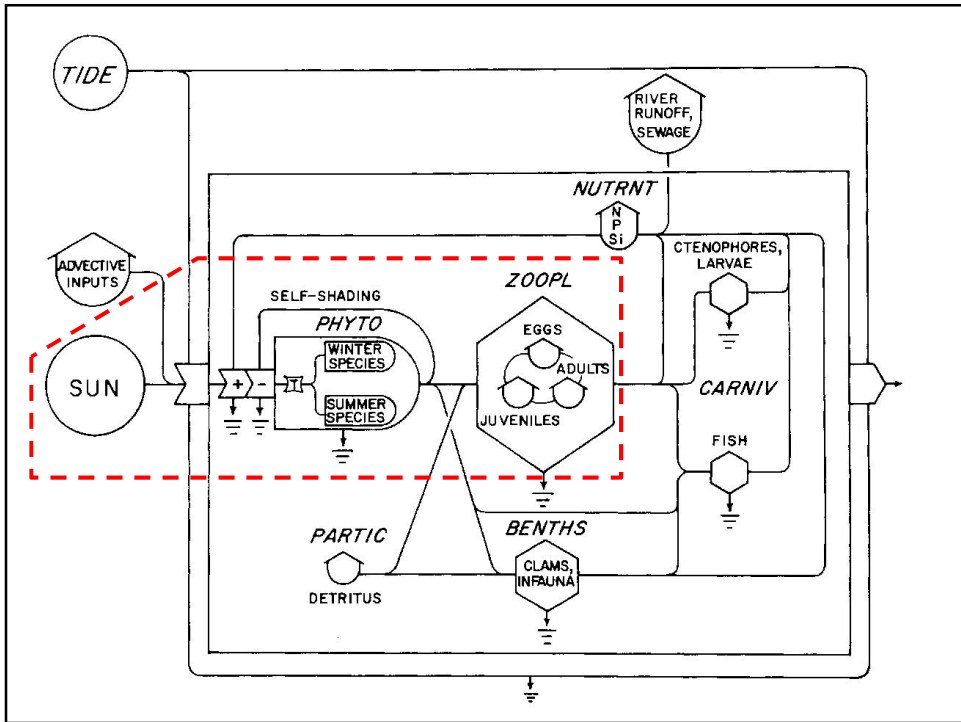 TIDE
RIVER
RUNOFF,
SEWAGE
NUTRNT
N
P
Si
CTENOPHORES,
LARVAE
ADVECTIVE
INPUTS
ZOOPL
SELF-SHADING
PHYTO
EGGS
WINTER
SPECIES
ADULTS
SUN
+
-
T
CARNIV
SUMMER
SPECIES
JUVENILES
FISH
PARTIC
BENTHS
CLAMS,
INFAUNA
DETRITUS